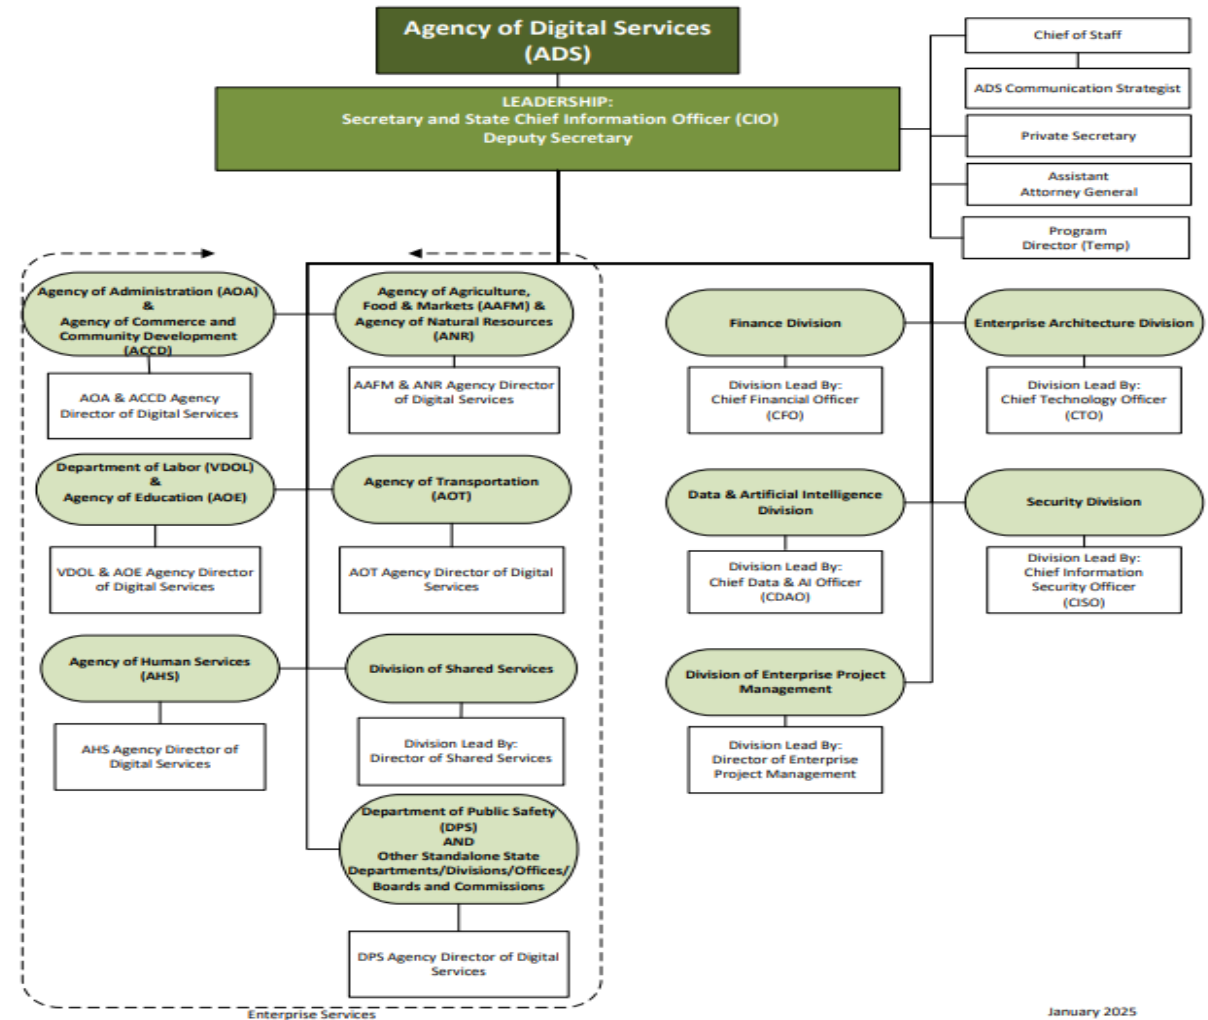 Agency of Digital Services
(ADS)
LEADERSHIP:
Secretary and State Chief Information Officer (CIO)
Deputy Secretary
Chief of Staff
ADS Communication Strategist
Private Secretary
Assistant
Attorney General
Program
Director (Temp)
Agency of Administration (AOA)
&
Agency of Commerce and
Community Development
(ACCD)
AOA & ACCD Agency
Director of Digital Services
Agency of Agriculture,
Food & Markets (AAFM) &
Agency of Natural Resources
(ANR)
AAFM & ANR Agency Director
of Digital Services
Finance Division
Division Lead By:
Chief Financial Officer
(CFO)
Enterprise Architecture Division
Division Lead By:
Chief Technology Officer
(CTO)
Department of Labor (VDOL)
&
Agency of Education (AOE)
VDOL & AOE Agency Director
of Digital Services
Agency of Transportation
(AOT)
AOT Agency Director of Digital
Services
Data & Artificial Intelligence
Division
Division Lead By:
Chief Data & AI Officer
(CDAO)
Security Division
Division Lead By:
Chief Information
Security Officer
(CISO)
Agency of Human Services
(AHS)
AHS Agency Director of
Digital Services
Division of Shared Services
Division Lead By:
Director of Shared Services
Division of Enterprise Project
Management
Division Lead By:
Director of Enterprise
Project Management
Department of Public Safety
(DPS)
AND
Other Standalone State
Departments/Divisions/Offices/
Boards and Commissions
DPS Agency Director of Digital
Services
Enterprise Services
January 2025